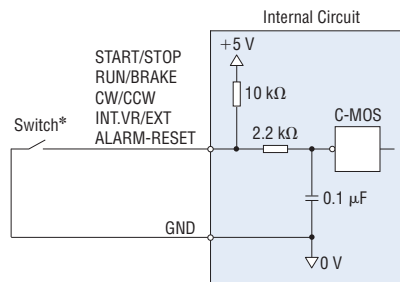 Internal Circuit
+5 V
START/STOP
RUN/BRAKE
CW/CCW
INT.VR/EXT
ALARM-RESET
10 kΩ
C-MOS
Switch*
2.2 kΩ
0.1 μF
GND
0 V